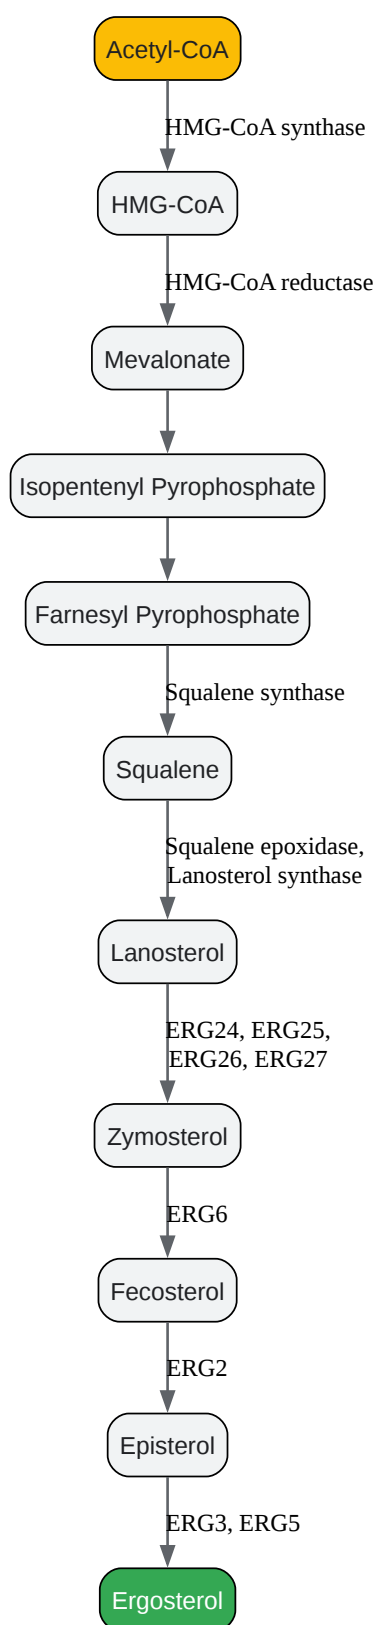 Acetyl-CoA
HMG-CoA synthase
HMG-CoA
HMG-CoA reductase
Mevalonate
Isopentenyl Pyrophosphate
Farnesyl Pyrophosphate
Squalene synthase
Squalene
Squalene epoxidase,
Lanosterol synthase
Lanosterol
ERG24, ERG25,
ERG26, ERG27
Zymosterol
ERG6
Fecosterol
ERG2
Episterol
ERG3, ERG5
Ergosterol